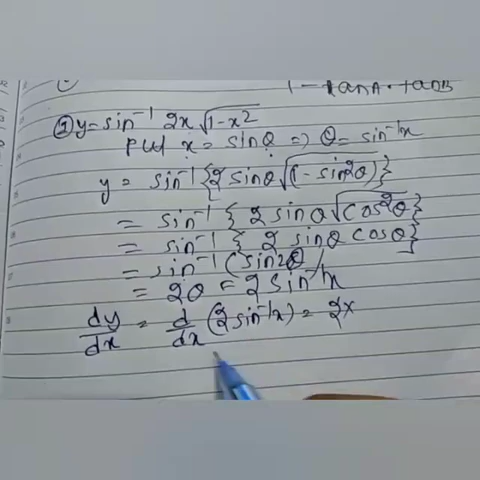 1 - tanA · tanB
② y = sin⁻¹ 2x √1-x²
Put x = sinθ => θ = sin⁻¹x
y = sin⁻¹{2 sinθ √(1 - sin²θ)}
= sin⁻¹{2 sinθ √cos²θ}
= sin⁻¹{2 sinθ cosθ}
= sin⁻¹(sin2θ)
= 2θ = 2 sin⁻¹x
dy/dx = d/dx (2 sin⁻¹x) = 2x